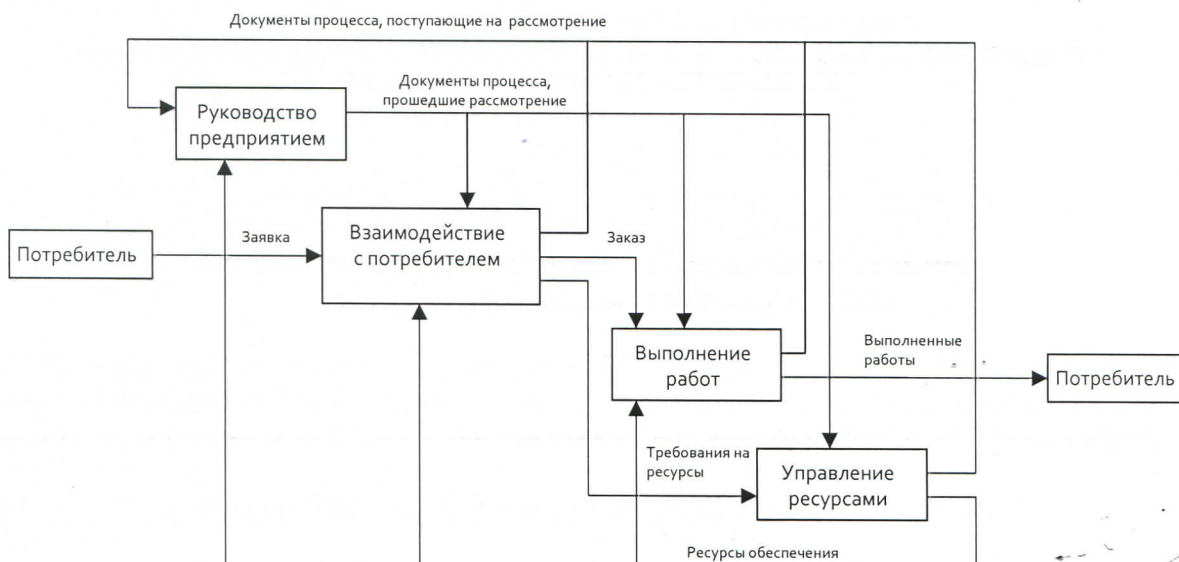 Документы процесса, поступающие на рассмотрение
Документы процесса,
прошедшие рассмотрение
Руководство
предприятием
Потребитель
Заявка
Взаимодействие
с потребителем
Заказ
Выполнение
работ
Выполненные
работы
Потребитель
Требования на
ресурсы
Управление
ресурсами
Ресурсы обеспечения